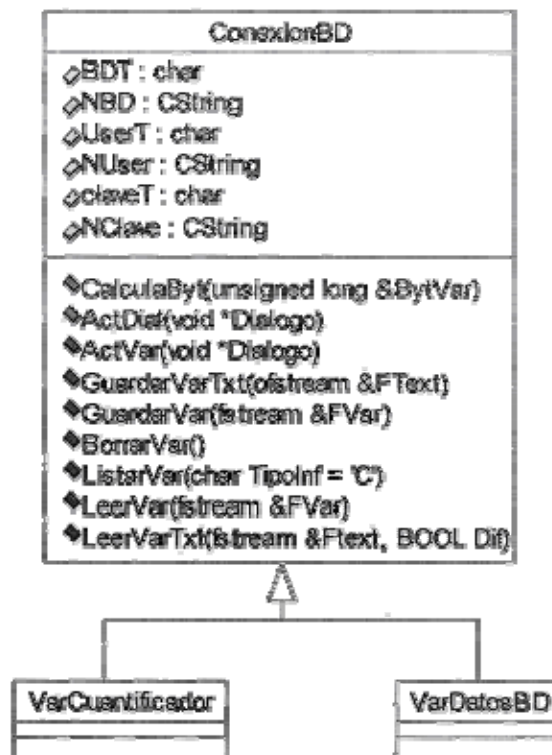 ConexionBD
BDT : char
NBD : CString
UserT : char
NUser : CString
claveT : char
NClave : CString
CalculaByt(unsigned long &BytVar)
ActDial(void *Dialogo)
ActVar(void *Dialogo)
GuardarVarTxt(ofstream &FText)
GuardarVar(fstream &FVar)
BorrarVar()
ListarVar(char TipoInf = 'C')
LeerVar(fstream &FVar)
LeerVarTxt(fstream &Ftext, BOOL Dif)
VarCuantificador
VarDatosBD